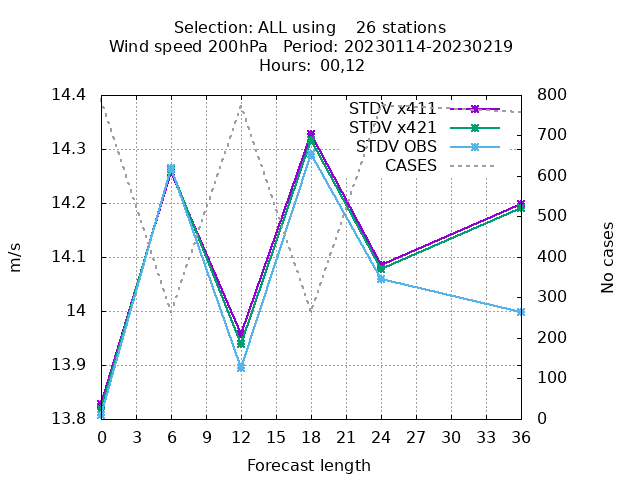 Selection: ALL using    26 stations
Wind speed 200hPa   Period: 20230114-20230219
Hours:  00,12
14.4
14.3
14.2
14.1
14
13.9
13.8
m/s
STDV x411
STDV x421
STDV OBS
CASES
800
700
600
500
400
300
200
100
0
No cases
0 3 6 9 12 15 18 21 24 27 30 33 36
Forecast length